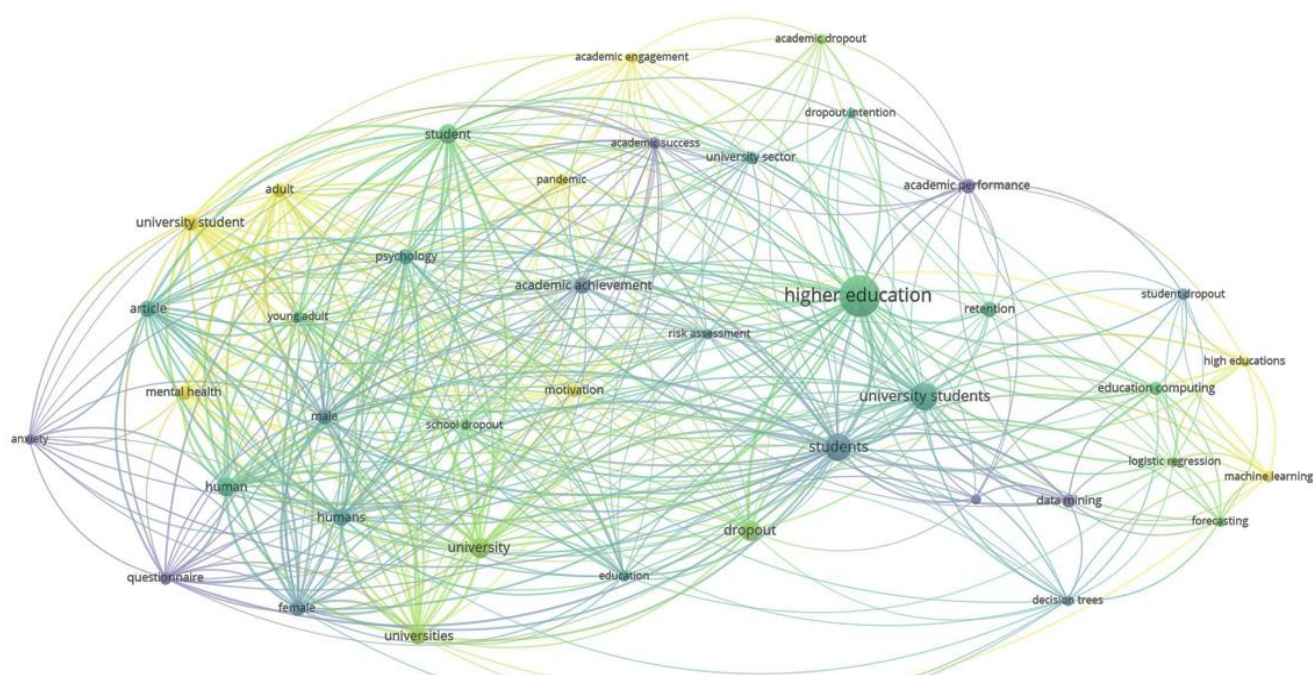 academic dropout
academic engagement
dropout intention
student
academic success
university sector
pandemic
academic performance
adult
university student
psychology
academic achievement
higher education
student dropout
article
young adult
retention
risk assessment
high educations
mental health
motivation
education computing
university students
male
school dropout
anxiety
students
logistic regression
machine learning
human
data mining
humans
forecasting
dropout
university
questionnaire
education
female
decision trees
universities